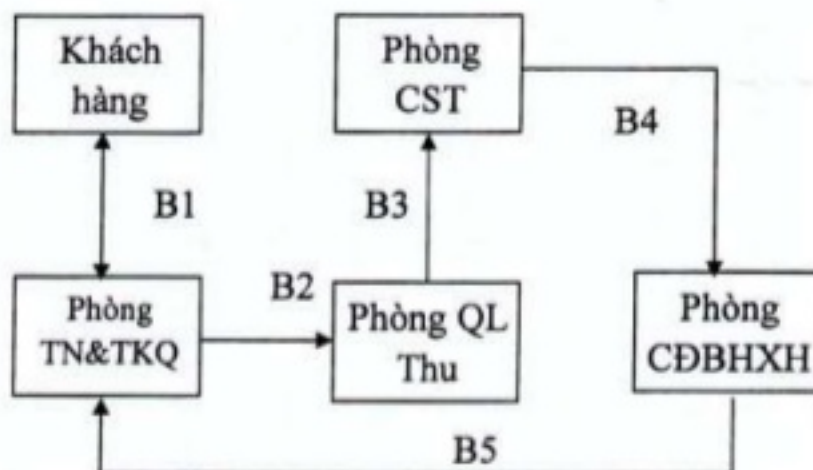 Khách
hàng
Phòng
CST
B4
B1
B3
B2
Phòng
TN&TKQ
Phòng QL
Thu
Phòng
CĐBHXH
B5